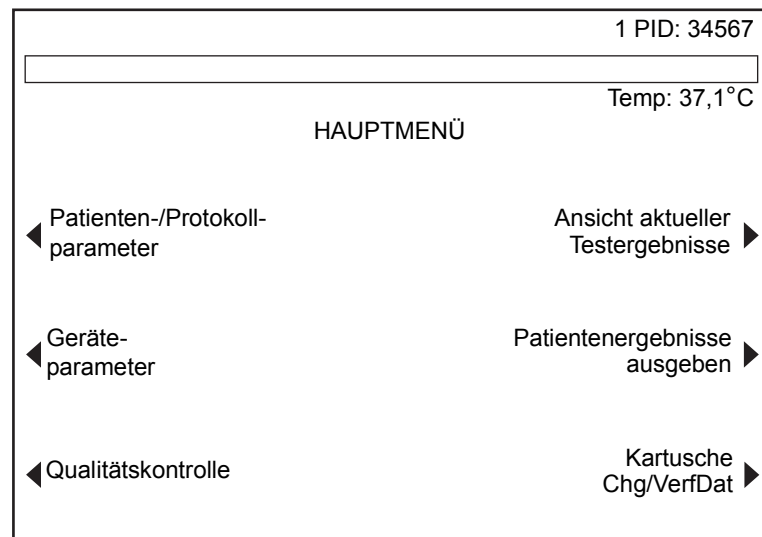 1 PID: 34567
Temp: 37,1°C
HAUPTMENÜ
Patienten-/Protokoll-
parameter
Ansicht aktueller
Testergebnisse
Geräte-
parameter
Patientenergebnisse
ausgeben
Qualitätskontrolle
Kartusche
Chg/VerfDat